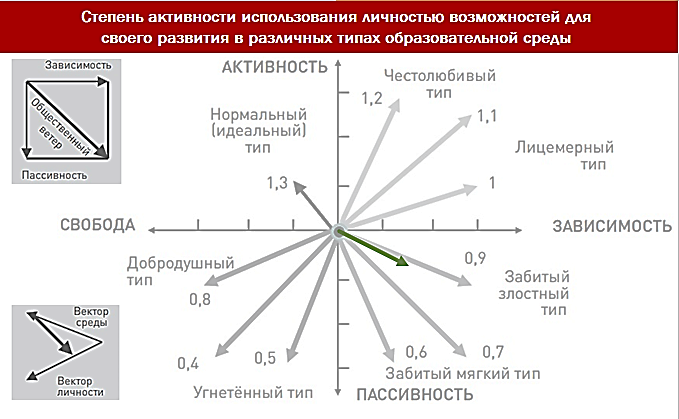 Степень активности использования личностью возможностей для
своего развития в различных типах образовательной среды
Зависимость
Общественный
ветер
Пассивность
АКТИВНОСТЬ
Честолюбивый
тип
1,2
1,1
Нормальный
(идеальный)
тип
Лицемерный
тип
1,3
1
СВОБОДА
ЗАВИСИМОСТЬ
Добродушный
тип
0,9
Забитый
злостный
тип
0,8
Вектор
среды
Вектор
личности
0,4
0,5
0,6
0,7
Забитый мягкий тип
Угнетённый тип
ПАССИВНОСТЬ